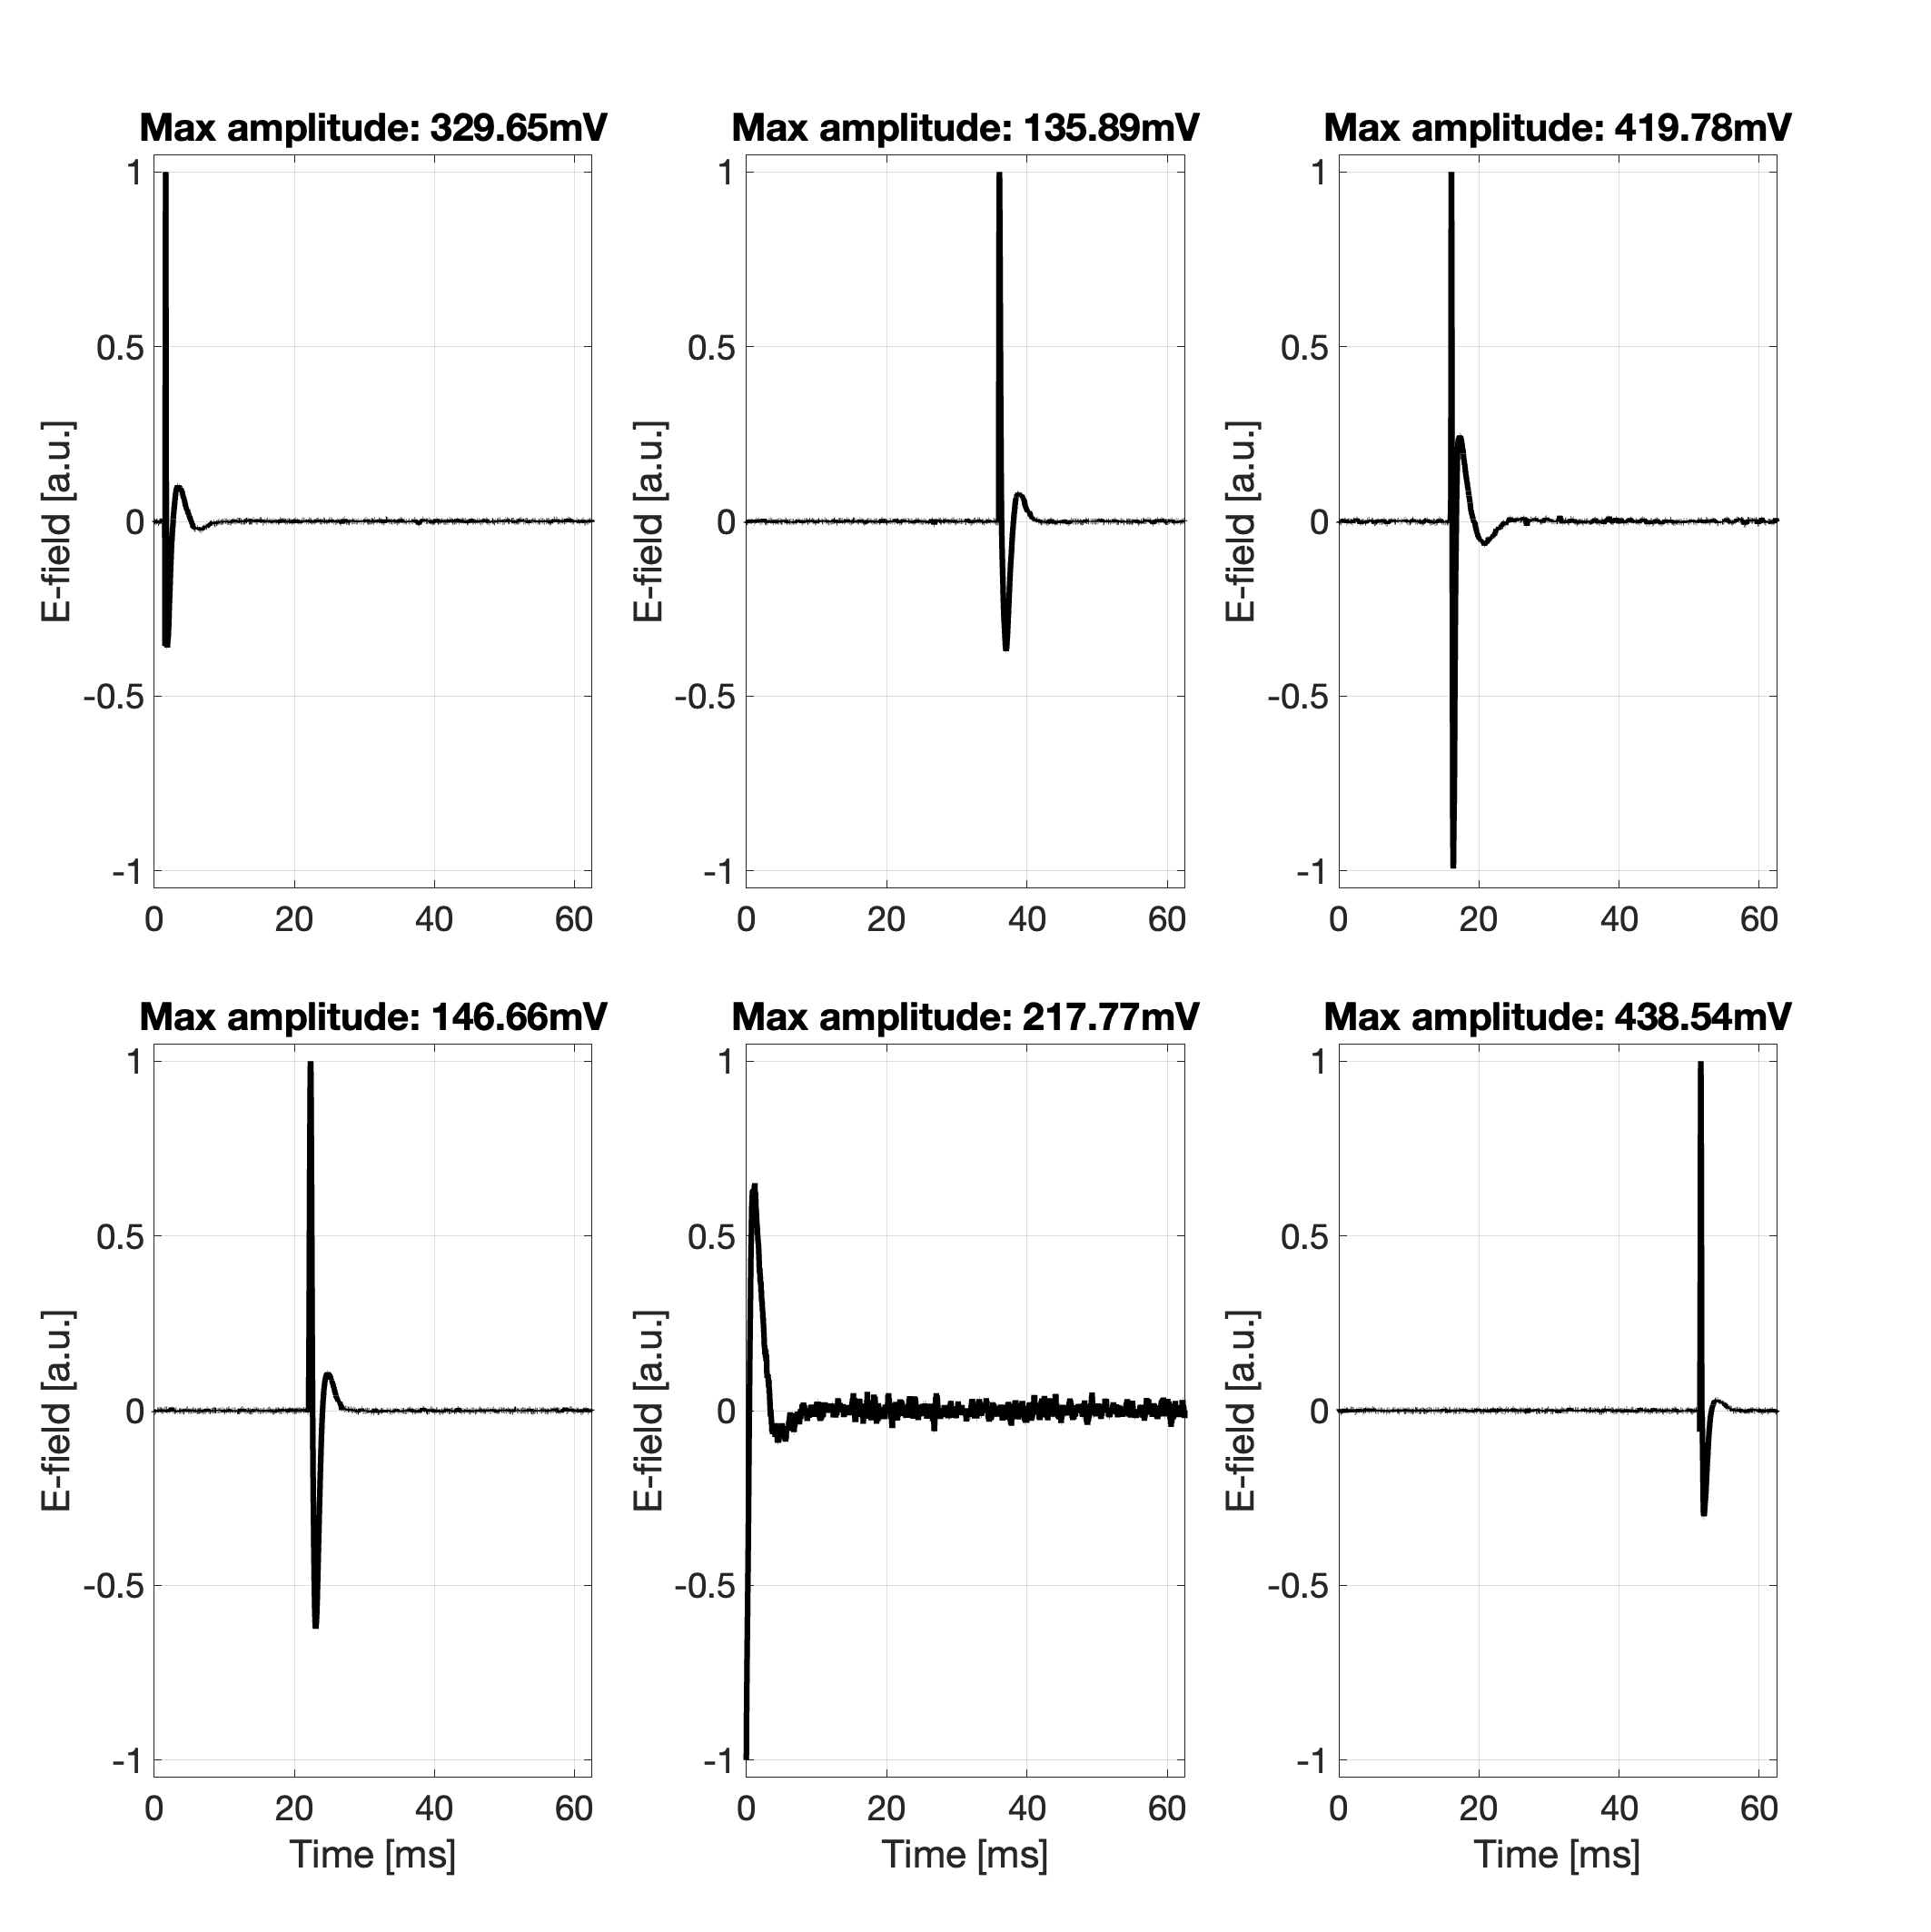 Max amplitude: 329.65mV
1
0.5
0
-0.5
-1
E-field [a.u.]
0 20 40 60
Max amplitude: 135.89mV
1
0.5
0
-0.5
-1
E-field [a.u.]
0 20 40 60
Max amplitude: 419.78mV
1
0.5
0
-0.5
-1
E-field [a.u.]
0 20 40 60
Max amplitude: 146.66mV
1
0.5
0
-0.5
-1
E-field [a.u.]
0 20 40 60
Time [ms]
Max amplitude: 217.77mV
1
0.5
0
-0.5
-1
E-field [a.u.]
0 20 40 60
Time [ms]
Max amplitude: 438.54mV
1
0.5
0
-0.5
-1
E-field [a.u.]
0 20 40 60
Time [ms]